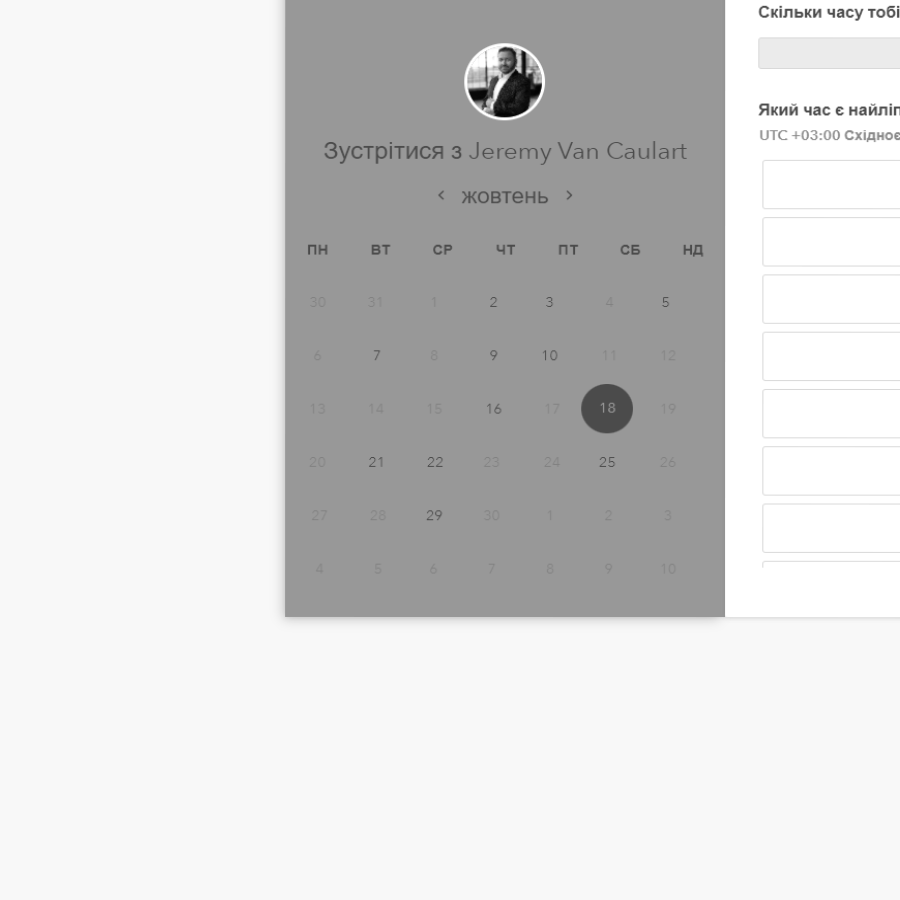 Зустрітися з Jeremy Van Caulart
жовтень
ПН ВТ СР ЧТ ПТ СБ НД
30 31 1 2 3 4 5
6 7 8 9 10 11 12
13 14 15 16 17 18 19
20 21 22 23 24 25 26
27 28 29 30 1 2 3
4 5 6 7 8 9 10
Скільки часу тобі
Який час є
UTC +03:00